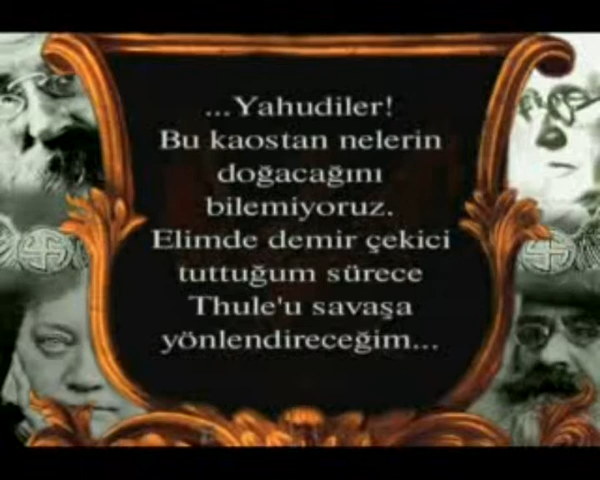 ...Yahudiler!
Bu kaostan nelerin
doğacağını
bilemiyoruz.
Elimde demir çekici
tuttuğum sürece
Thule'u savaşa
yönlendireceğim...